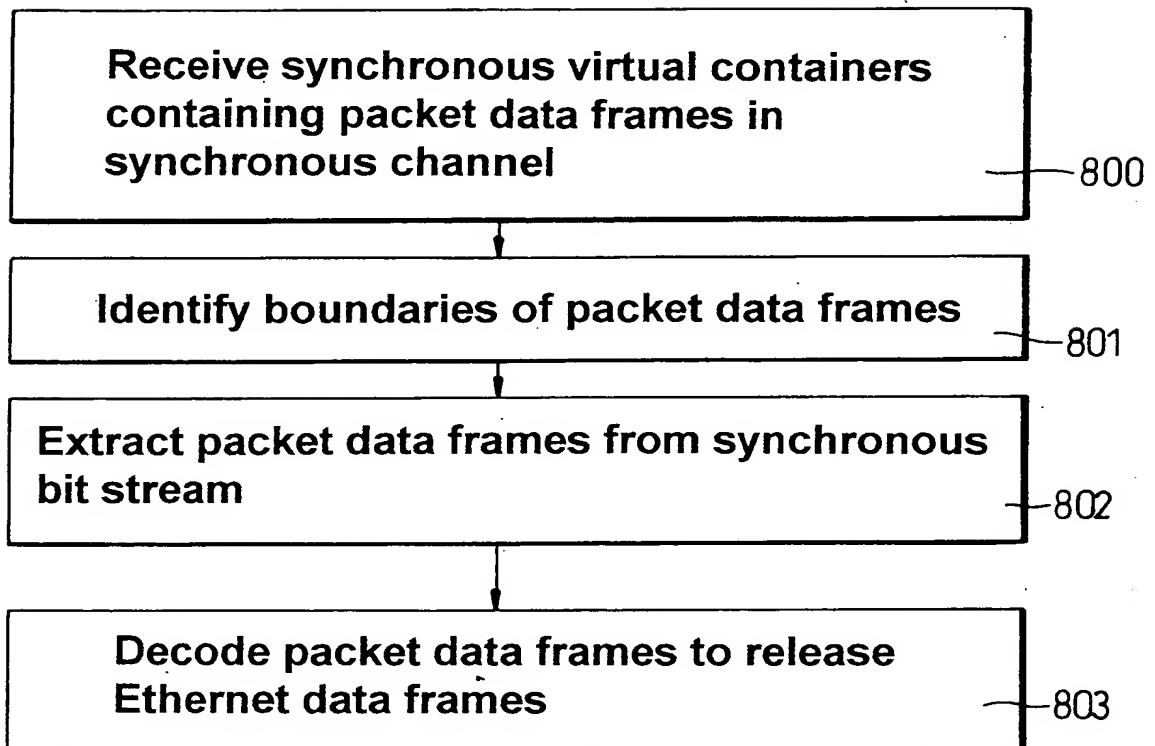 Receive synchronous virtual containers
containing packet data frames in
synchronous channel
800
Identify boundaries of packet data frames
801
Extract packet data frames from synchronous
bit stream
802
Decode packet data frames to release
Ethernet data frames
803